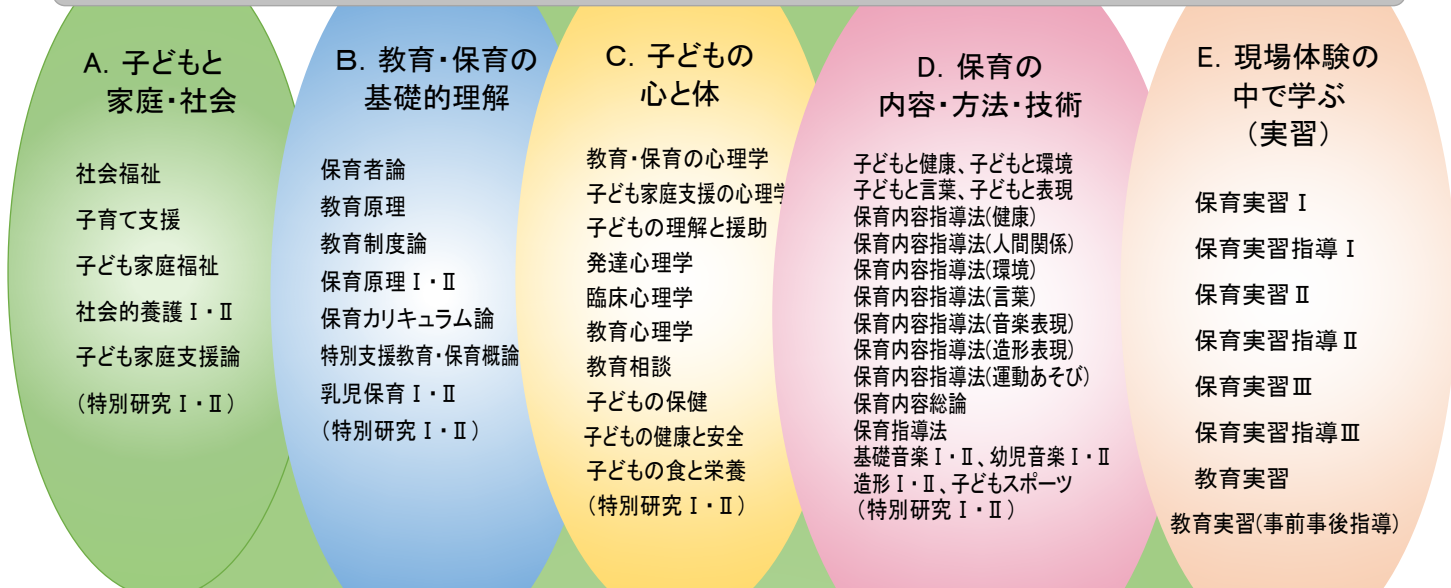 A. 子どもと
家庭・社会
社会福祉
子育て支援
子ども家庭福祉
社会的養護Ⅰ・Ⅱ
子ども家庭支援論
(特別研究Ⅰ・Ⅱ)
B. 教育・保育の
基礎的理解
保育者論
教育原理
教育制度論
保育原理Ⅰ・Ⅱ
保育カリキュラム論
特別支援教育・保育概論
乳児保育Ⅰ・Ⅱ
(特別研究Ⅰ・Ⅱ)
C. 子どもの
心と体
教育・保育の心理学
子ども家庭支援の心理学
子どもの理解と援助
発達心理学
臨床心理学
教育心理学
教育相談
子どもの保健
子どもの健康と安全
子どもの食と栄養
(特別研究Ⅰ・Ⅱ)
D. 保育の
内容・方法・技術
子どもと健康、子どもと環境
子どもと言葉、子どもと表現
保育内容指導法(健康)
保育内容指導法(人間関係)
保育内容指導法(環境)
保育内容指導法(言葉)
保育内容指導法(音楽表現)
保育内容指導法(造形表現)
保育内容指導法(運動あそび)
保育内容総論
保育指導法
基礎音楽Ⅰ・Ⅱ、幼児音楽Ⅰ・Ⅱ
造形Ⅰ・Ⅱ、子どもスポーツ
(特別研究Ⅰ・Ⅱ)
E. 現場体験の
中で学ぶ
(実習)
保育実習Ⅰ
保育実習指導Ⅰ
保育実習Ⅱ
保育実習指導Ⅱ
保育実習Ⅲ
保育実習指導Ⅲ
教育実習
教育実習(事前事後指導)